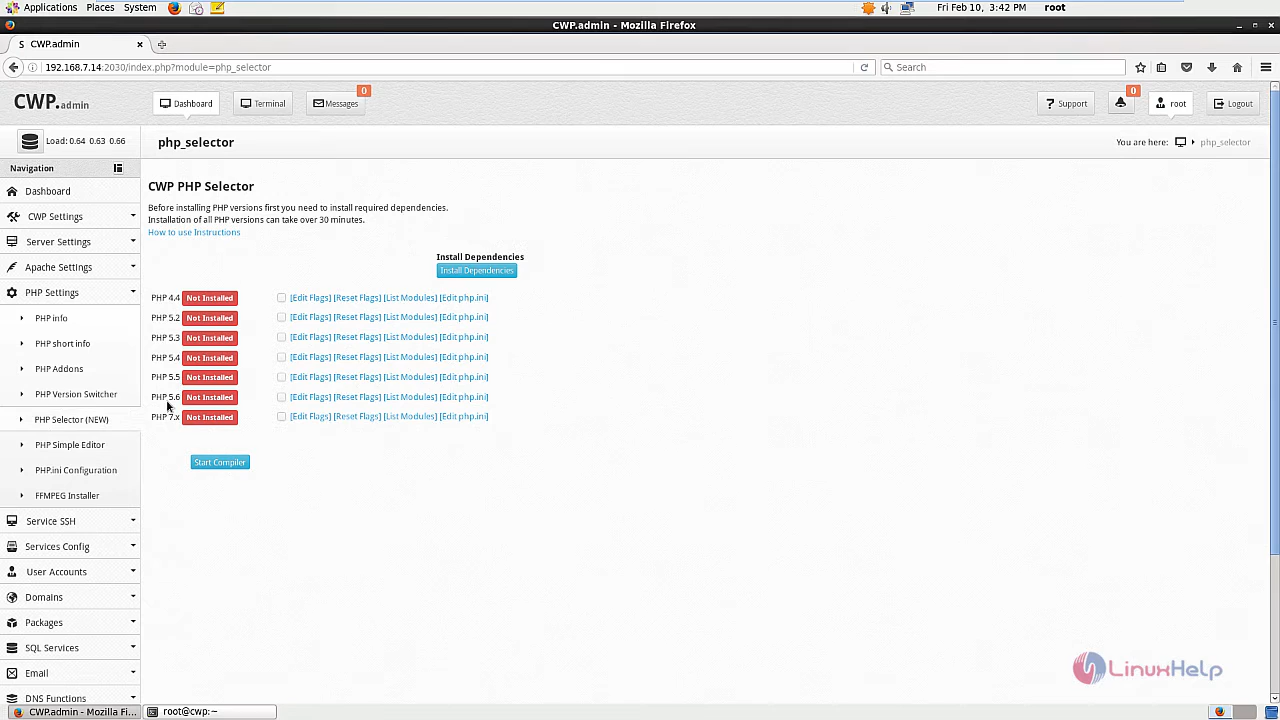 Applications Places System Fri Feb 10, 3:42 PM root
CWP.admin - Mozilla Firefox
S CWP.admin
192.168.7.14:2030/index.php?module=php_selector Search
CWP.admin Dashboard Terminal Messages 0 Support 0 root Logout
Load: 0.64 0.63 0.66 php_selector You are here: php_selector
Navigation
Dashboard
CWP Settings
Server Settings
Apache Settings
PHP Settings
PHP info
PHP short info
PHP Addons
PHP Version Switcher
PHP Selector (NEW)
PHP Simple Editor
PHP.ini Configuration
FFMPEG Installer
Service SSH
Services Config
User Accounts
Domains
Packages
SQL Services
Email
DNS Functions
CWP PHP Selector
Before installing PHP versions first you need to install required dependencies.
Installation of all PHP versions can take over 30 minutes.
How to use Instructions
Install Dependencies
Install Dependencies
PHP 4.4 Not Installed [Edit Flags] [Reset Flags] [List Modules] [Edit php.ini]
PHP 5.2 Not Installed [Edit Flags] [Reset Flags] [List Modules] [Edit php.ini]
PHP 5.3 Not Installed [Edit Flags] [Reset Flags] [List Modules] [Edit php.ini]
PHP 5.4 Not Installed [Edit Flags] [Reset Flags] [List Modules] [Edit php.ini]
PHP 5.5 Not Installed [Edit Flags] [Reset Flags] [List Modules] [Edit php.ini]
PHP 5.6 Not Installed [Edit Flags] [Reset Flags] [List Modules] [Edit php.ini]
PHP 7.x Not Installed [Edit Flags] [Reset Flags] [List Modules] [Edit php.ini]
Start Compiler
LinuxHelp
CWP.admin - Mozilla Fi... root@cwp:~